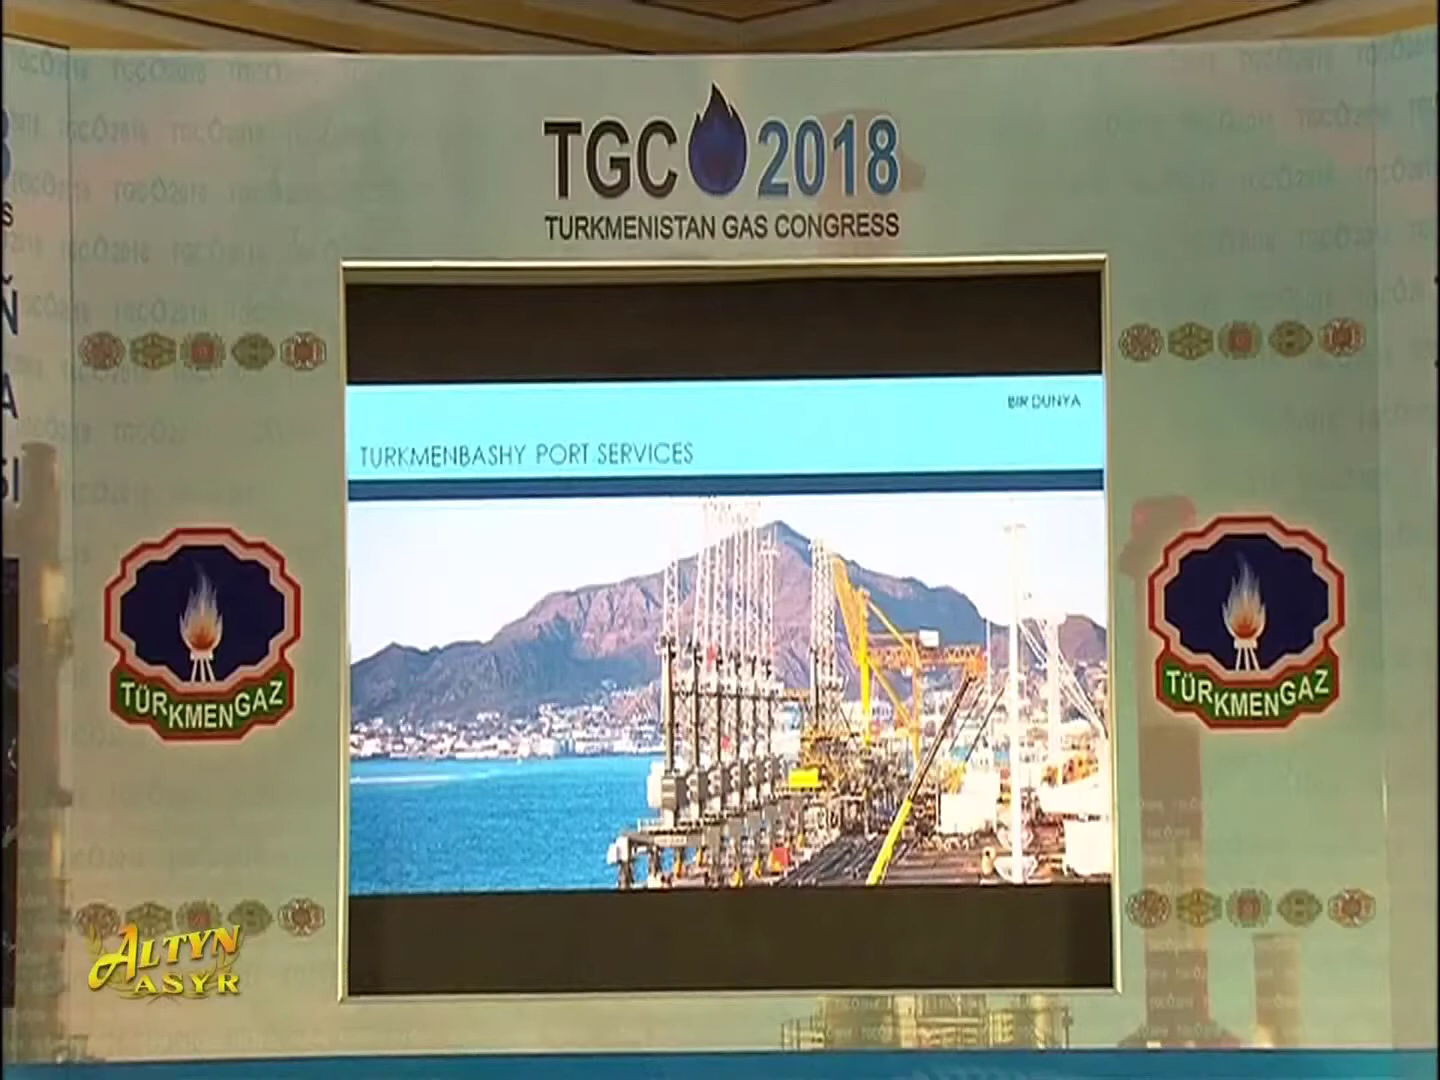 TGC 2018
TURKMENISTAN GAS CONGRESS
BIR DUNYA
TURKMENBASHY PORT SERVICES
TÜRKMENGAZ
TÜRKMENGAZ
ALTYN
ASYR